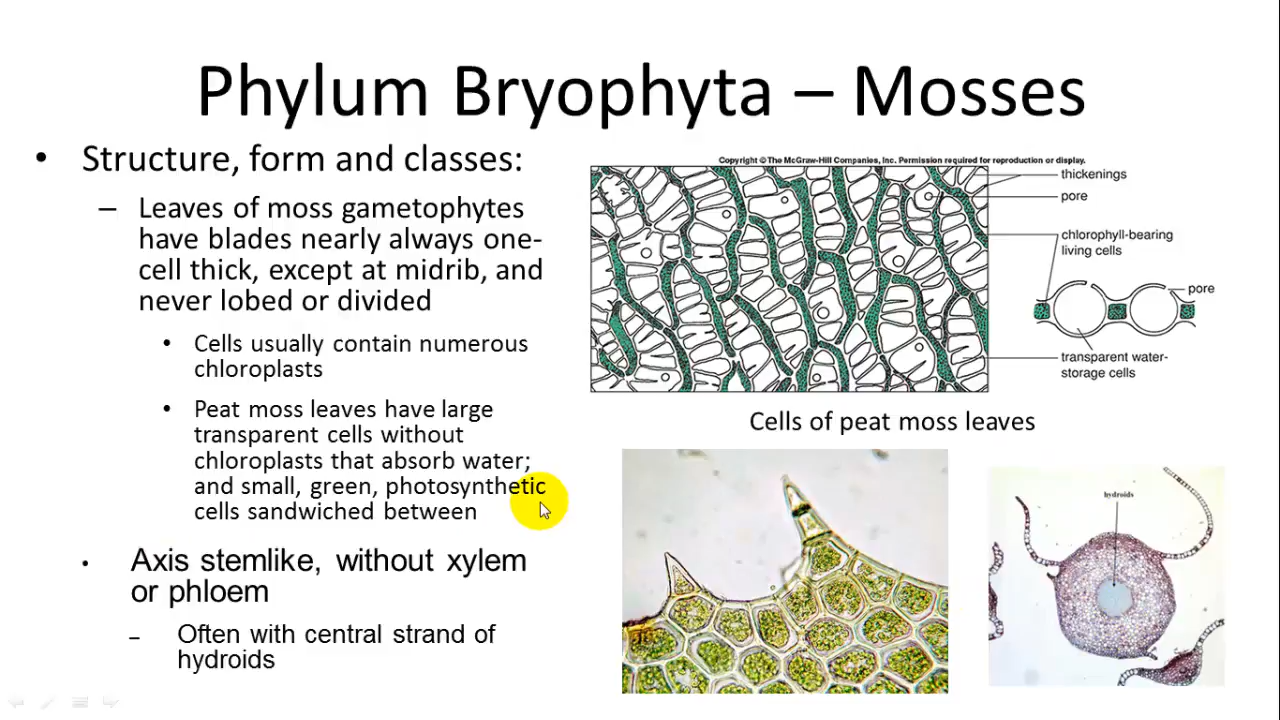 Phylum Bryophyta – Mosses
• Structure, form and classes:
– Leaves of moss gametophytes
have blades nearly always one-
cell thick, except at midrib, and
never lobed or divided
• Cells usually contain numerous
chloroplasts
• Peat moss leaves have large
transparent cells without
chloroplasts that absorb water;
and small, green, photosynthetic
cells sandwiched between
• Axis stemlike, without xylem
or phloem
– Often with central strand of
hydroids
Copyright © The McGraw-Hill Companies, Inc. Permission required for reproduction or display.
thickenings
pore
chlorophyll-bearing
living cells
pore
transparent water-
storage cells
Cells of peat moss leaves
hydroids